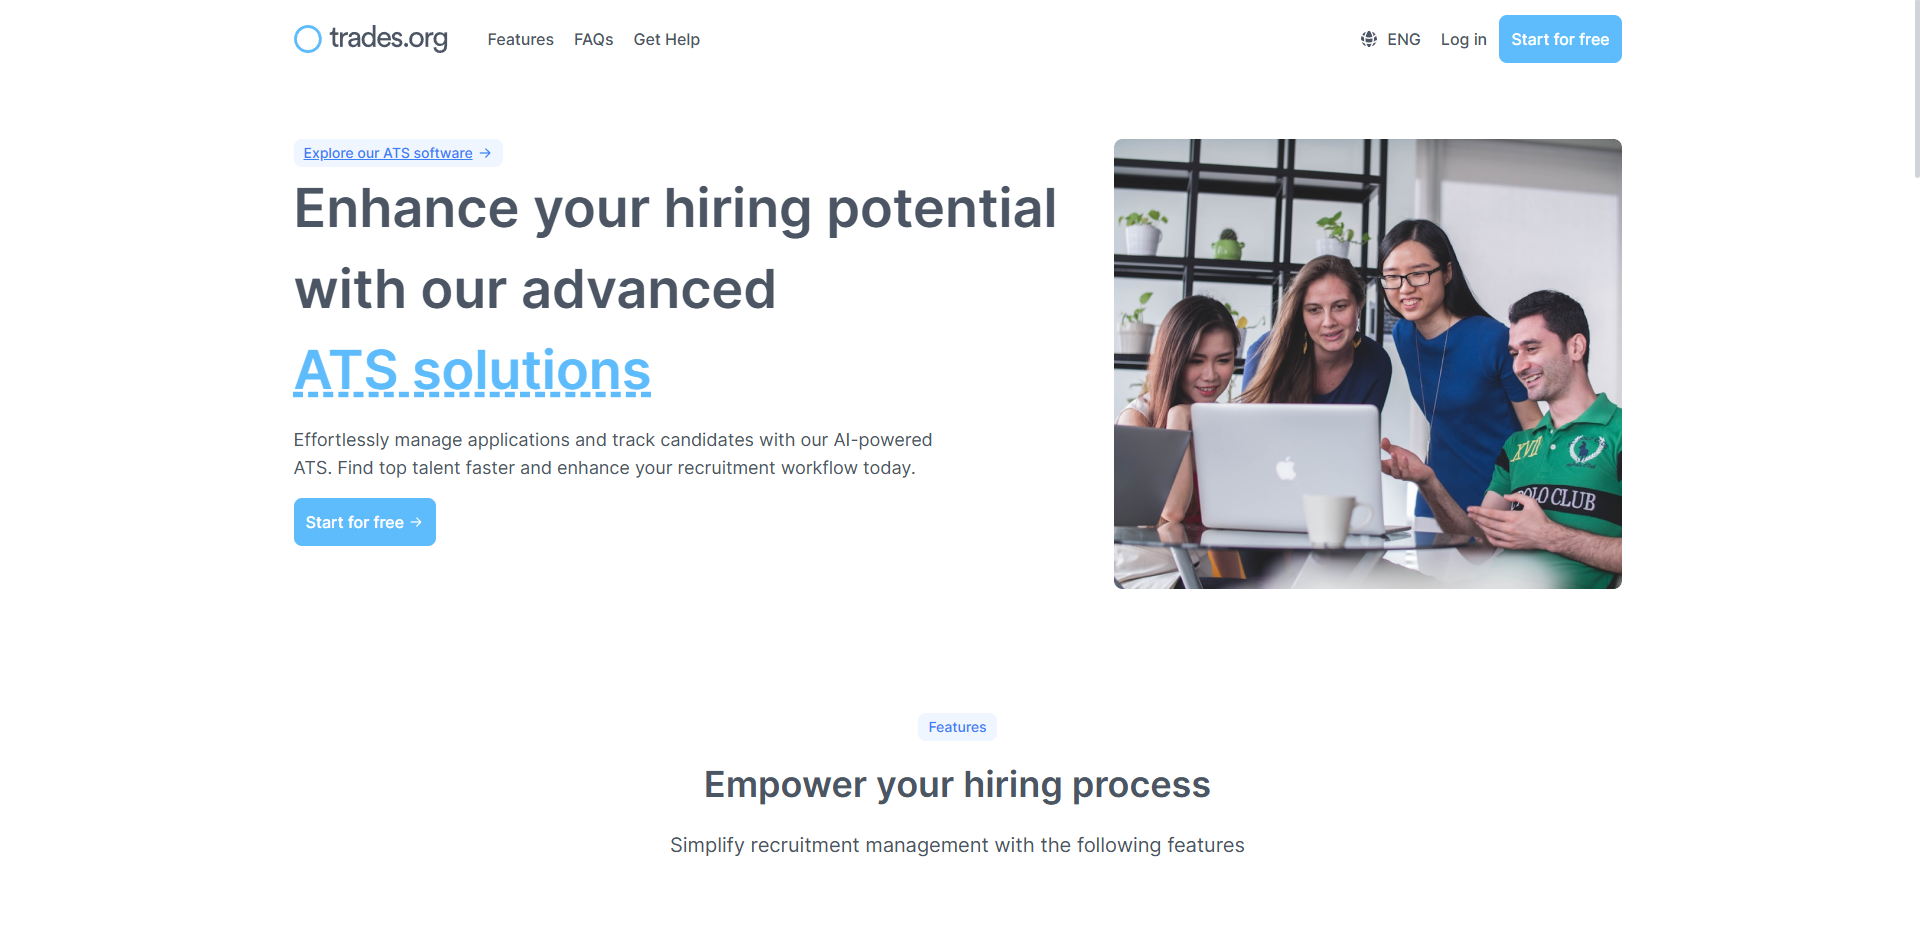 trades.org
Features
FAQs
Get Help
ENG
Log in
Start for free
Explore our ATS software →
Enhance your hiring potential
with our advanced
ATS solutions
Effortlessly manage applications and track candidates with our AI-powered
ATS. Find top talent faster and enhance your recruitment workflow today.
Start for free →
XVII
POLO CLUB
Features
Empower your hiring process
Simplify recruitment management with the following features